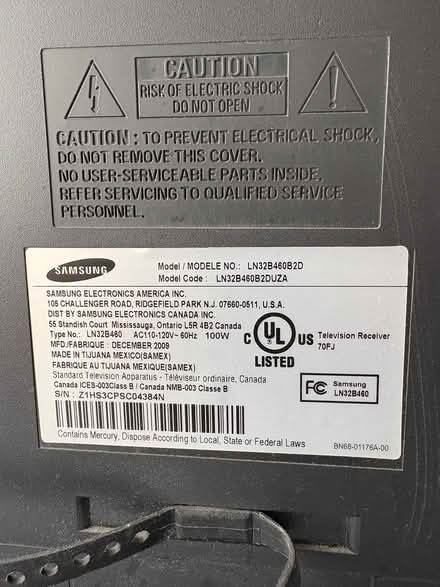 CAUTION
RISK OF ELECTRIC SHOCK
DO NOT OPEN
CAUTION : TO PREVENT ELECTRICAL SHOCK,
DO NOT REMOVE THIS COVER.
NO USER-SERVICEABLE PARTS INSIDE,
REFER SERVICING TO QUALIFIED SERVICE
PERSONNEL.
SAMSUNG
Model / MODELE NO.: LN32B460B2D
Model Code : LN32B460B2DUZA
SAMSUNG ELECTRONICS AMERICA INC.
105 CHALLENGER ROAD, RIDGEFIELD PARK N.J. 07660-0511, U.S.A.
DIST BY SAMSUNG ELECTRONICS CANADA INC.
55 Standish Court Mississauga, Ontario L5R 4B2 Canada
Type No.: LN32B460 AC110-120V~ 60Hz 100W
MFD./FABRIQUE : DECEMBER 2009
MADE IN TIJUANA MEXICO(SAMEX)
FABRIQUE AU TIJUANA MEXIQUE(SAMEX)
Standard Television Apparatus - Téléviseur ordinaire, Canada
Canada ICES-003Class B / Canada NMB-003 Classe B
S/N : Z1HS3CPSC04384N
C UL US
LISTED
Television Receiver
70FJ
FC Samsung
LN32B460
Contains Mercury, Dispose According to Local, State or Federal Laws
BN68-01176A-00